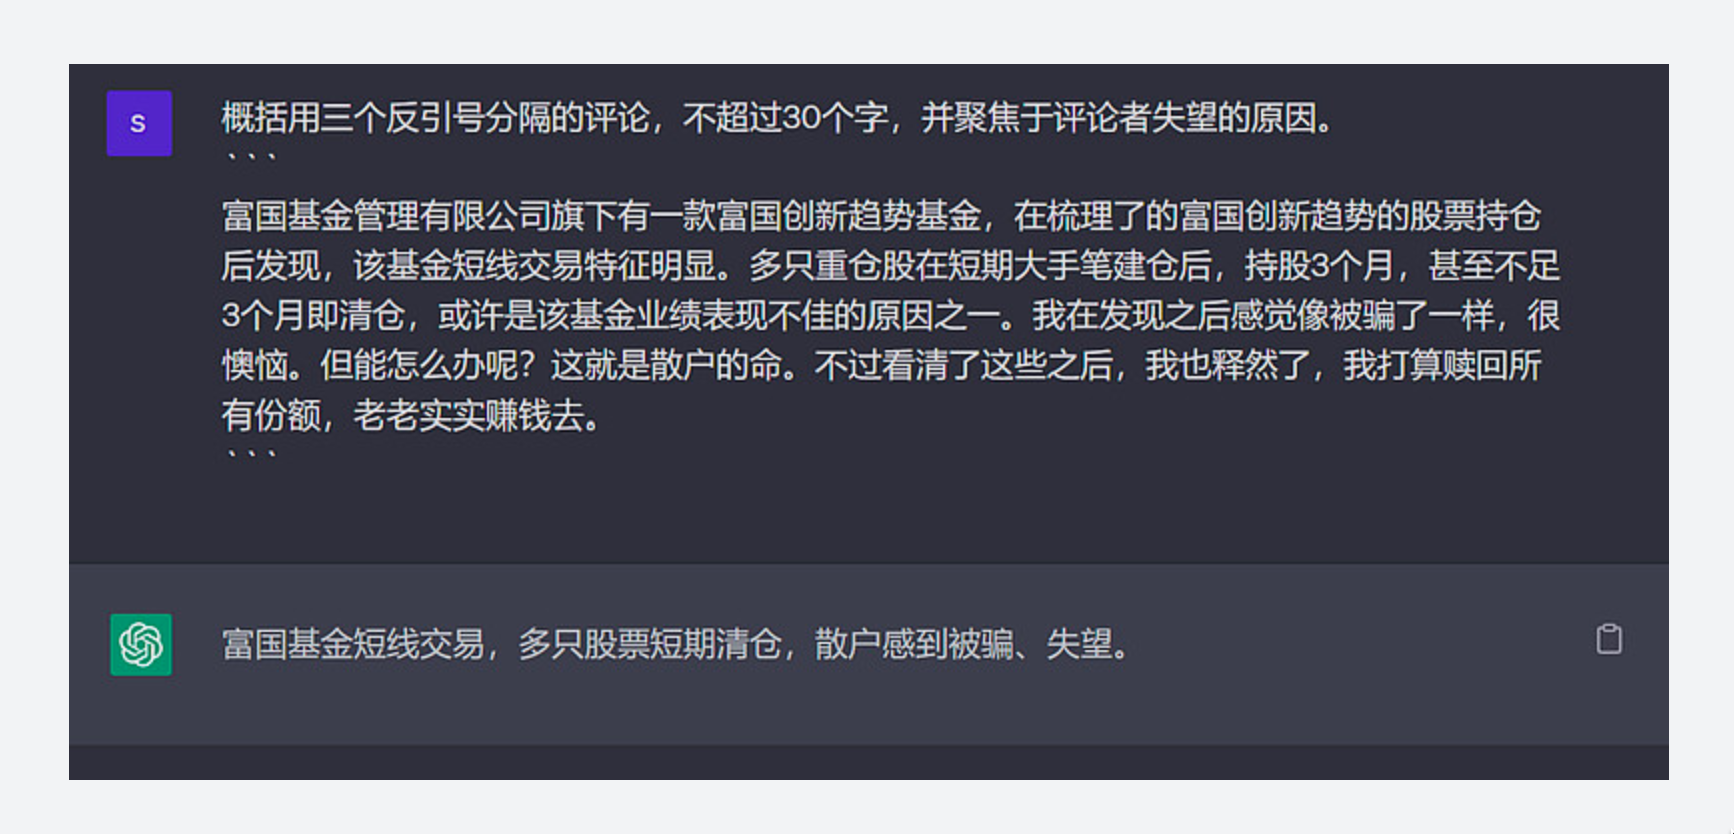 s
概括用三个反引号分隔的评论，不超过30个字，并聚焦于评论者失望的原因。
```
富国基金管理有限公司旗下有一款富国创新趋势基金，在梳理了的富国创新趋势的股票持仓
后发现，该基金短线交易特征明显。多只重仓股在短期大手笔建仓后，持股3个月，甚至不足
3个月即清仓，或许是该基金业绩表现不佳的原因之一。我在发现之后感觉像被骗了一样，很
懊恼。但能怎么办呢？这就是散户的命。不过看清了这些之后，我也释然了，我打算赎回所
有份额，老老实实赚钱去。
```
富国基金短线交易，多只股票短期清仓，散户感到被骗、失望。